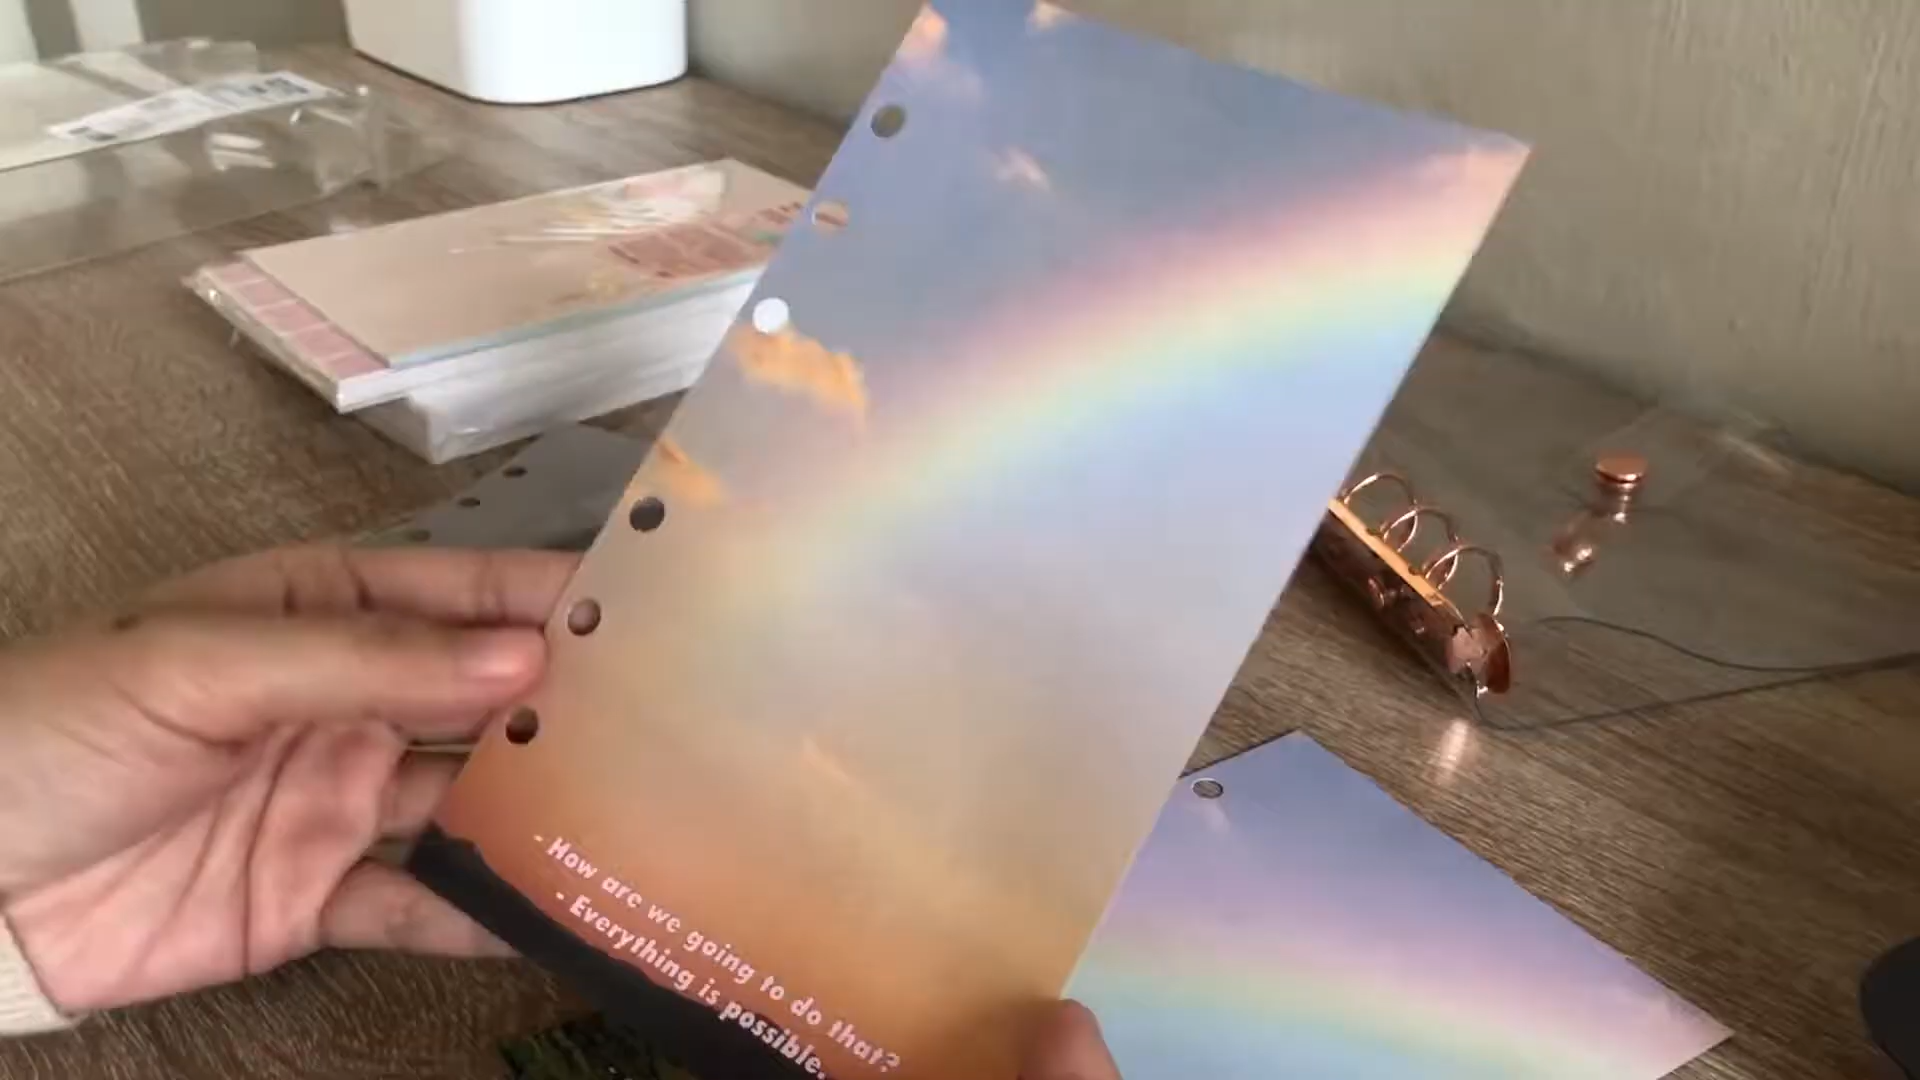 - How are we going to do that?
- Everything is possible.